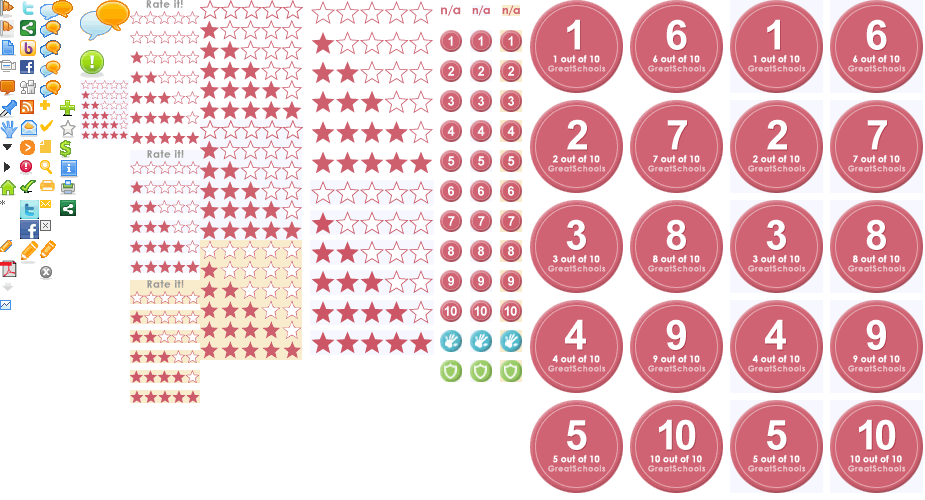 Rate it!
Rate it!
Rate it!
n/a n/a n/a
1 1 1
2 2 2
3 3 3
4 4 4
5 5 5
6 6 6
7 7 7
8 8 8
9 9 9
10 10 10
1 6 1 6
1 out of 10 6 out of 10 1 out of 10 6 out of 10
GreatSchools GreatSchools GreatSchools GreatSchools
2 7 2 7
2 out of 10 7 out of 10 2 out of 10 7 out of 10
GreatSchools GreatSchools GreatSchools GreatSchools
3 8 3 8
3 out of 10 8 out of 10 3 out of 10 8 out of 10
GreatSchools GreatSchools GreatSchools GreatSchools
4 9 4 9
4 out of 10 9 out of 10 4 out of 10 9 out of 10
GreatSchools GreatSchools GreatSchools GreatSchools
5 10 5 10
5 out of 10 10 out of 10 5 out of 10 10 out of 10
GreatSchools GreatSchools GreatSchools GreatSchools